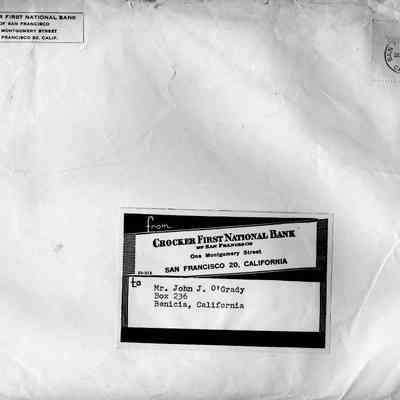 FIRST NATIONAL BANK
OF SAN FRANCISCO
MONTGOMERY STREET
FRANCISCO 20, CALIF.
SAN
from
CROCKER FIRST NATIONAL BANK
OF SAN FRANCISCO
One Montgomery Street
SAN FRANCISCO 20, CALIFORNIA
to
Mr. John J. O'Grady
Box 236
Benicia, California